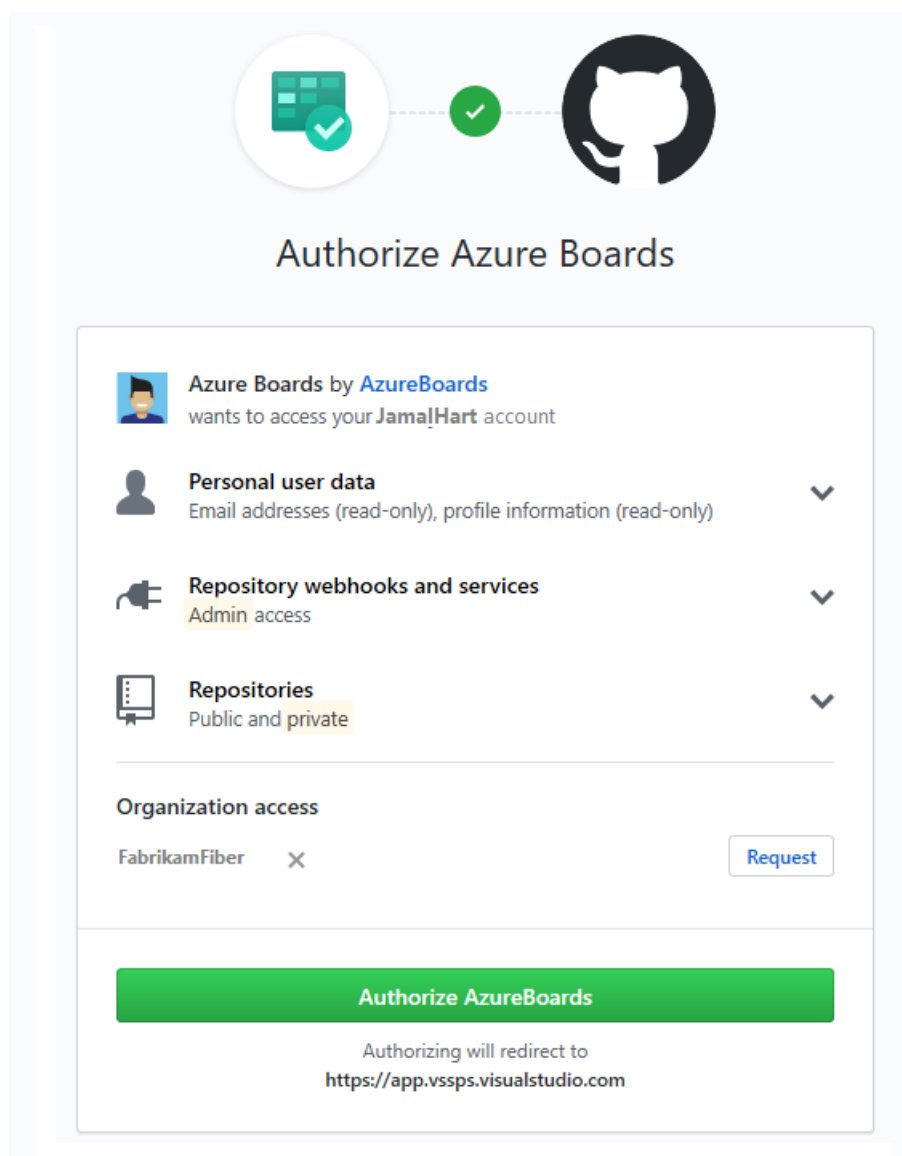 Authorize Azure Boards
Azure Boards by AzureBoards
wants to access your JamalHart account
Personal user data
Email addresses (read-only), profile information (read-only)
Repository webhooks and services
Admin access
Repositories
Public and private
Organization access
FabrikamFiber
Request
Authorize AzureBoards
Authorizing will redirect to
https://app.vssps.visualstudio.com